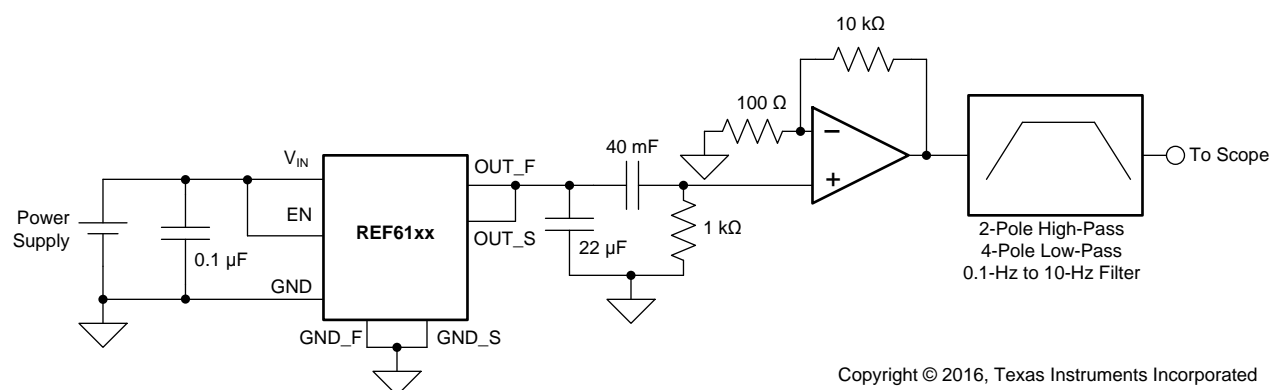 10 kΩ
100 Ω
40 mF
V_IN
OUT_F
To Scope
Power
Supply
EN
REF61xx
OUT_S
0.1 µF
22 µF
1 kΩ
2-Pole High-Pass
4-Pole Low-Pass
0.1-Hz to 10-Hz Filter
GND
GND_F
GND_S
Copyright © 2016, Texas Instruments Incorporated